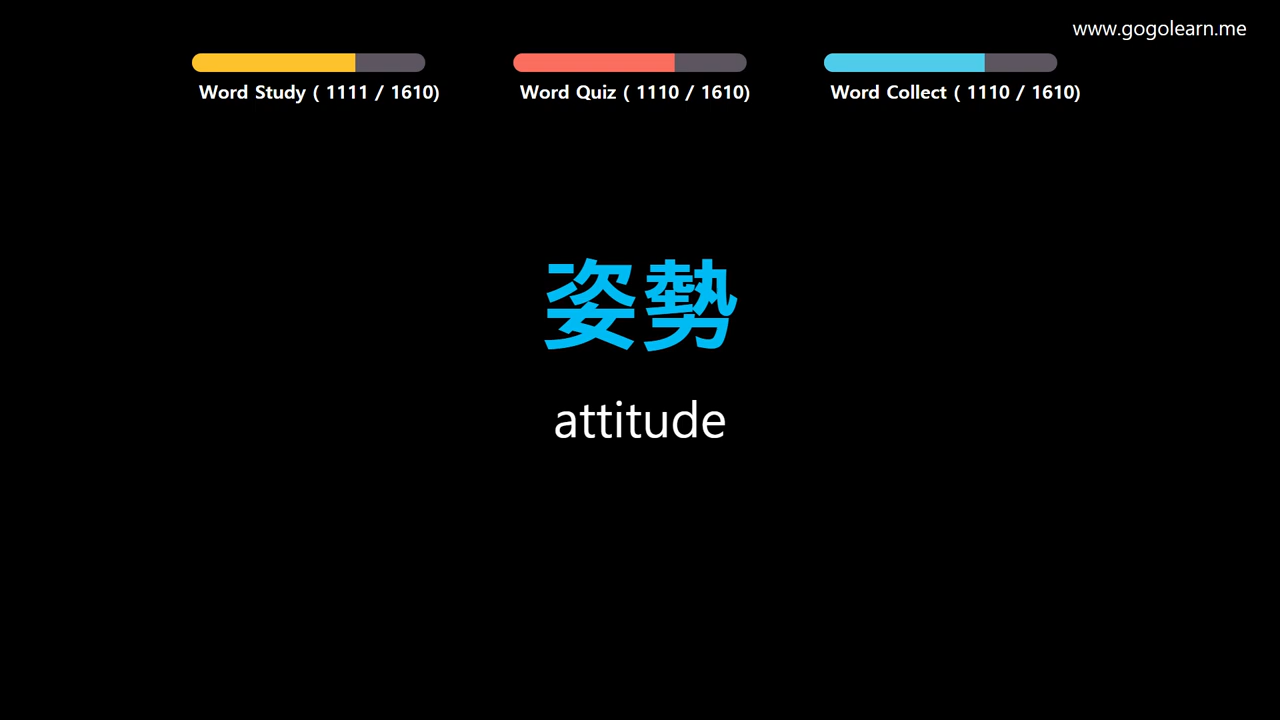 www.gogolearn.me
Word Study ( 1111 / 1610)
Word Quiz ( 1110 / 1610)
Word Collect ( 1110 / 1610)
姿勢
attitude